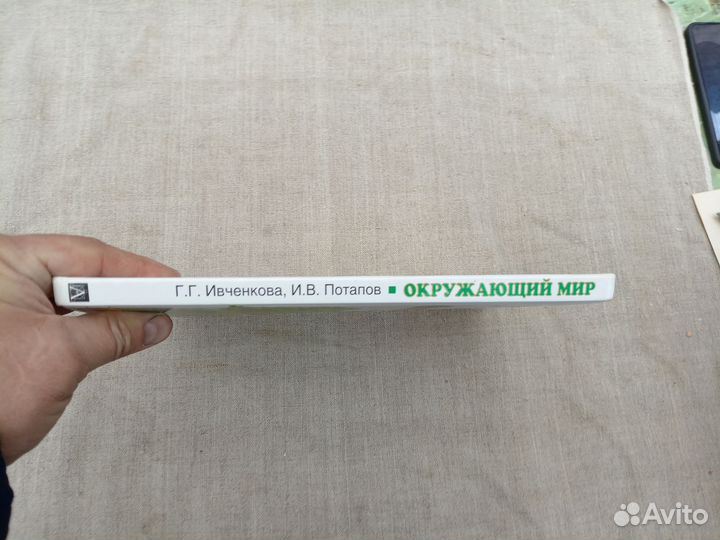 Г.Г. Ивченкова, И.В. Потапов ▪ ОКРУЖАЮЩИЙ МИР
Avito